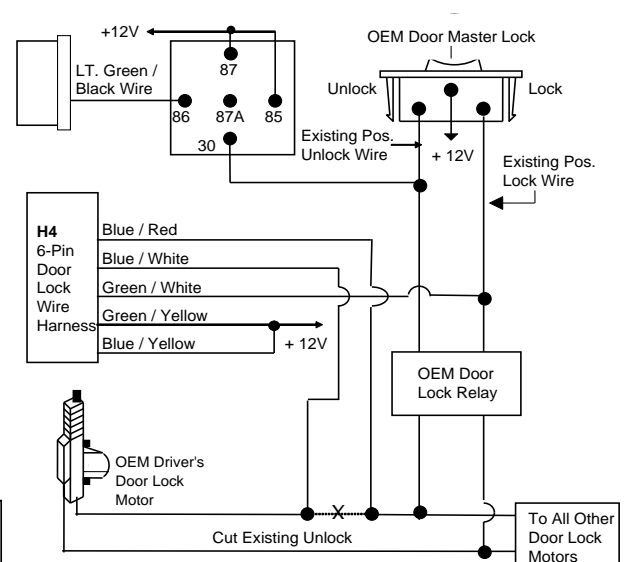 +12V
OEM Door Master Lock
87
LT. Green /
Black Wire
Unlock
Lock
86
87A
85
30
Existing Pos.
Unlock Wire
+ 12V
Existing Pos.
Lock Wire
H4
6-Pin
Door
Lock
Wire
Harness
Blue / Red
Blue / White
Green / White
Green / Yellow
Blue / Yellow
+ 12V
OEM Door
Lock Relay
OEM Driver's
Door Lock
Motor
X
Cut Existing Unlock
To All Other
Door Lock
Motors